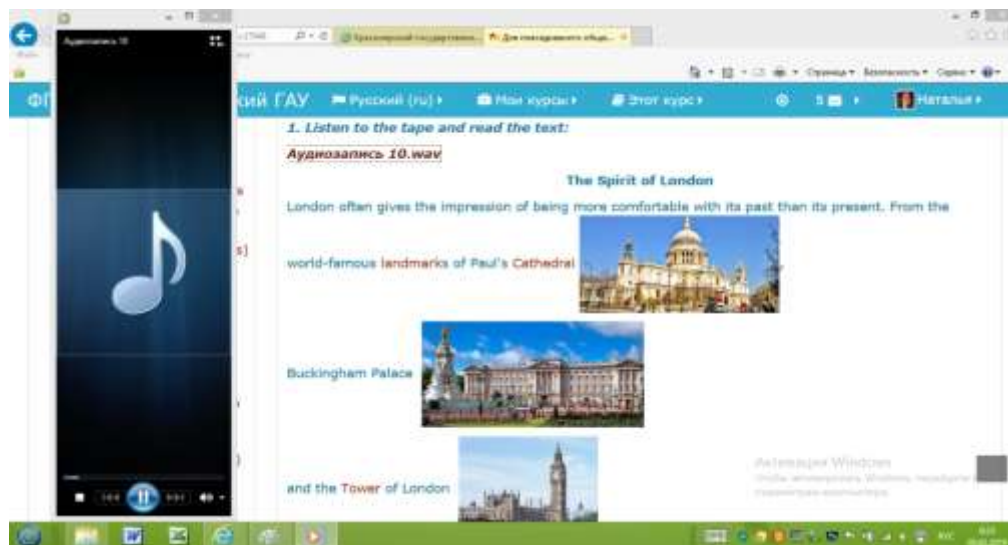 Аудиозапись 10
кий ГАУ
Русский (ru)
Мои курсы
Этот курс
5
Наталья
1. Listen to the tape and read the text:
Аудиозапись 10.wav
The Spirit of London
London often gives the impression of being more comfortable with its past than its present. From the
world-famous landmarks of Paul's Cathedral
Buckingham Palace
and the Tower of London
Активация Windows